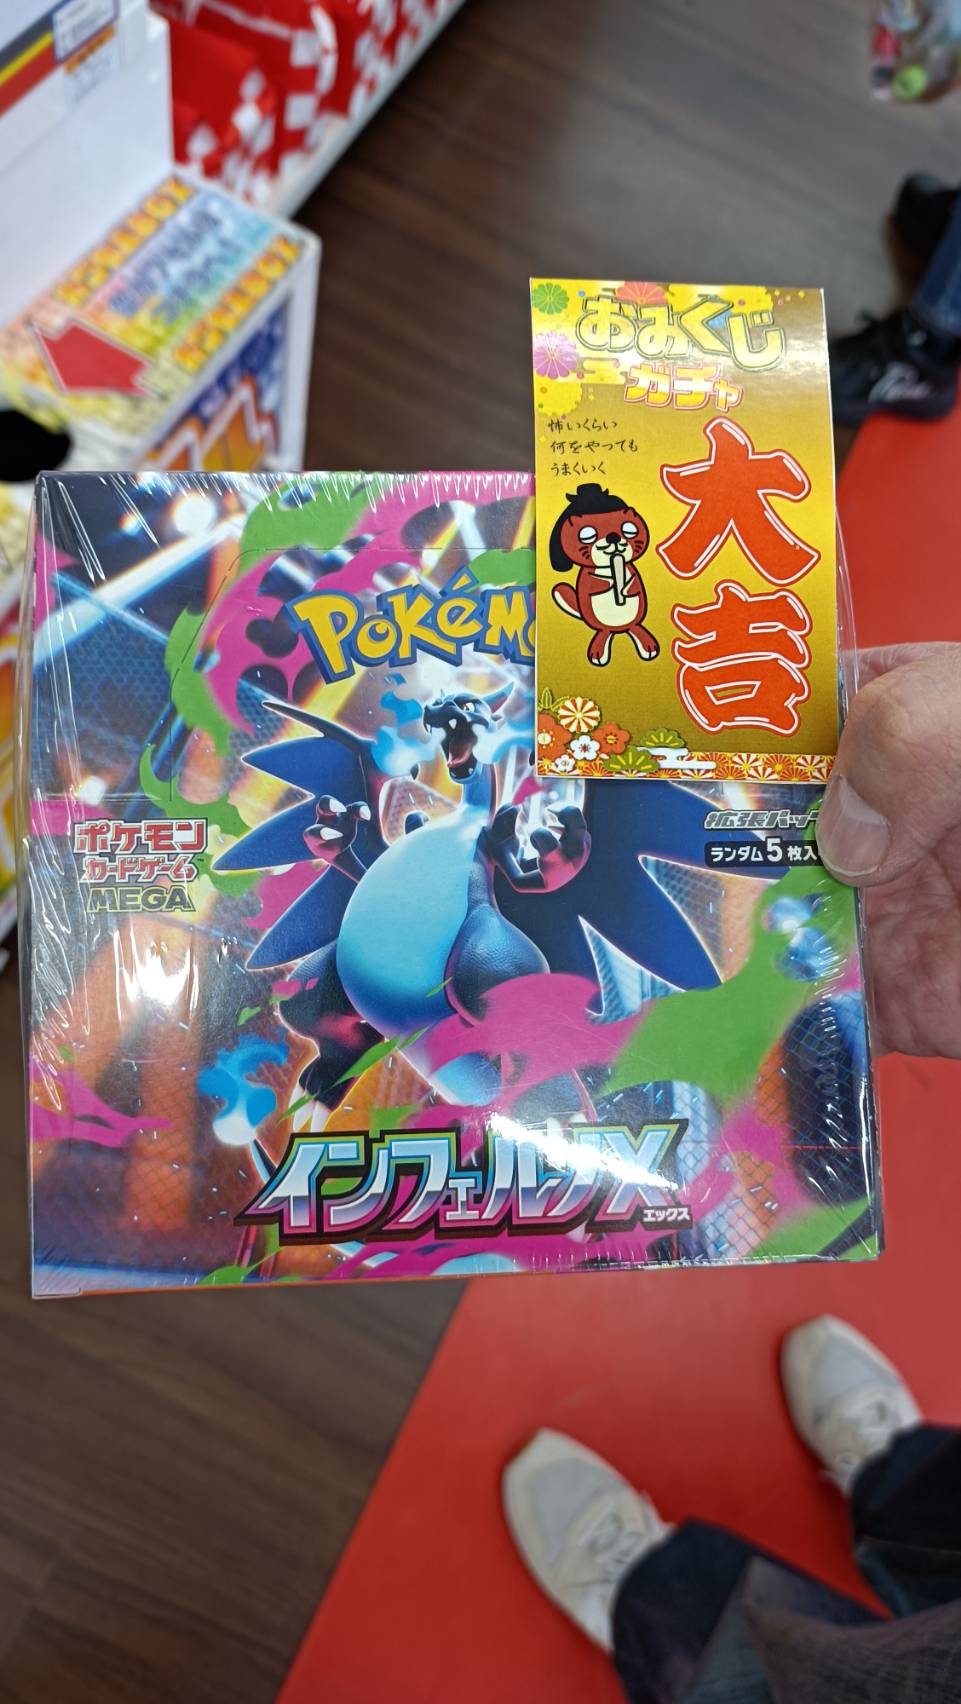 おみくじ
ガチャ
怖いくらい
何をやっても
うまくいく
大吉
ポケモン
カードゲーム™
MEGA
ランダム5枚入
インフェルノX
エックス